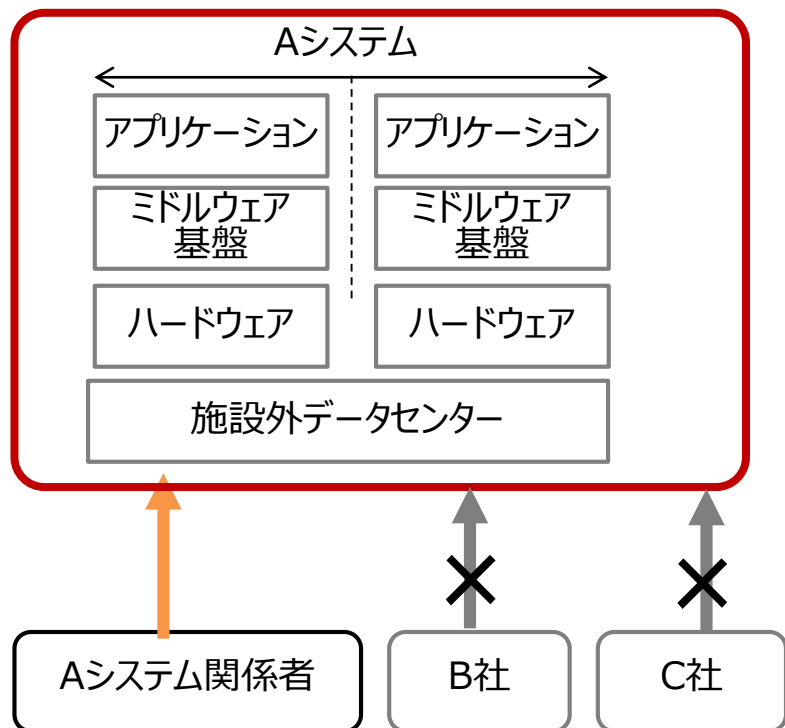 Aシステム
アプリケーション
アプリケーション
ミドルウェア
基盤
ミドルウェア
基盤
ハードウェア
ハードウェア
施設外データセンター
Aシステム関係者
B社
C社